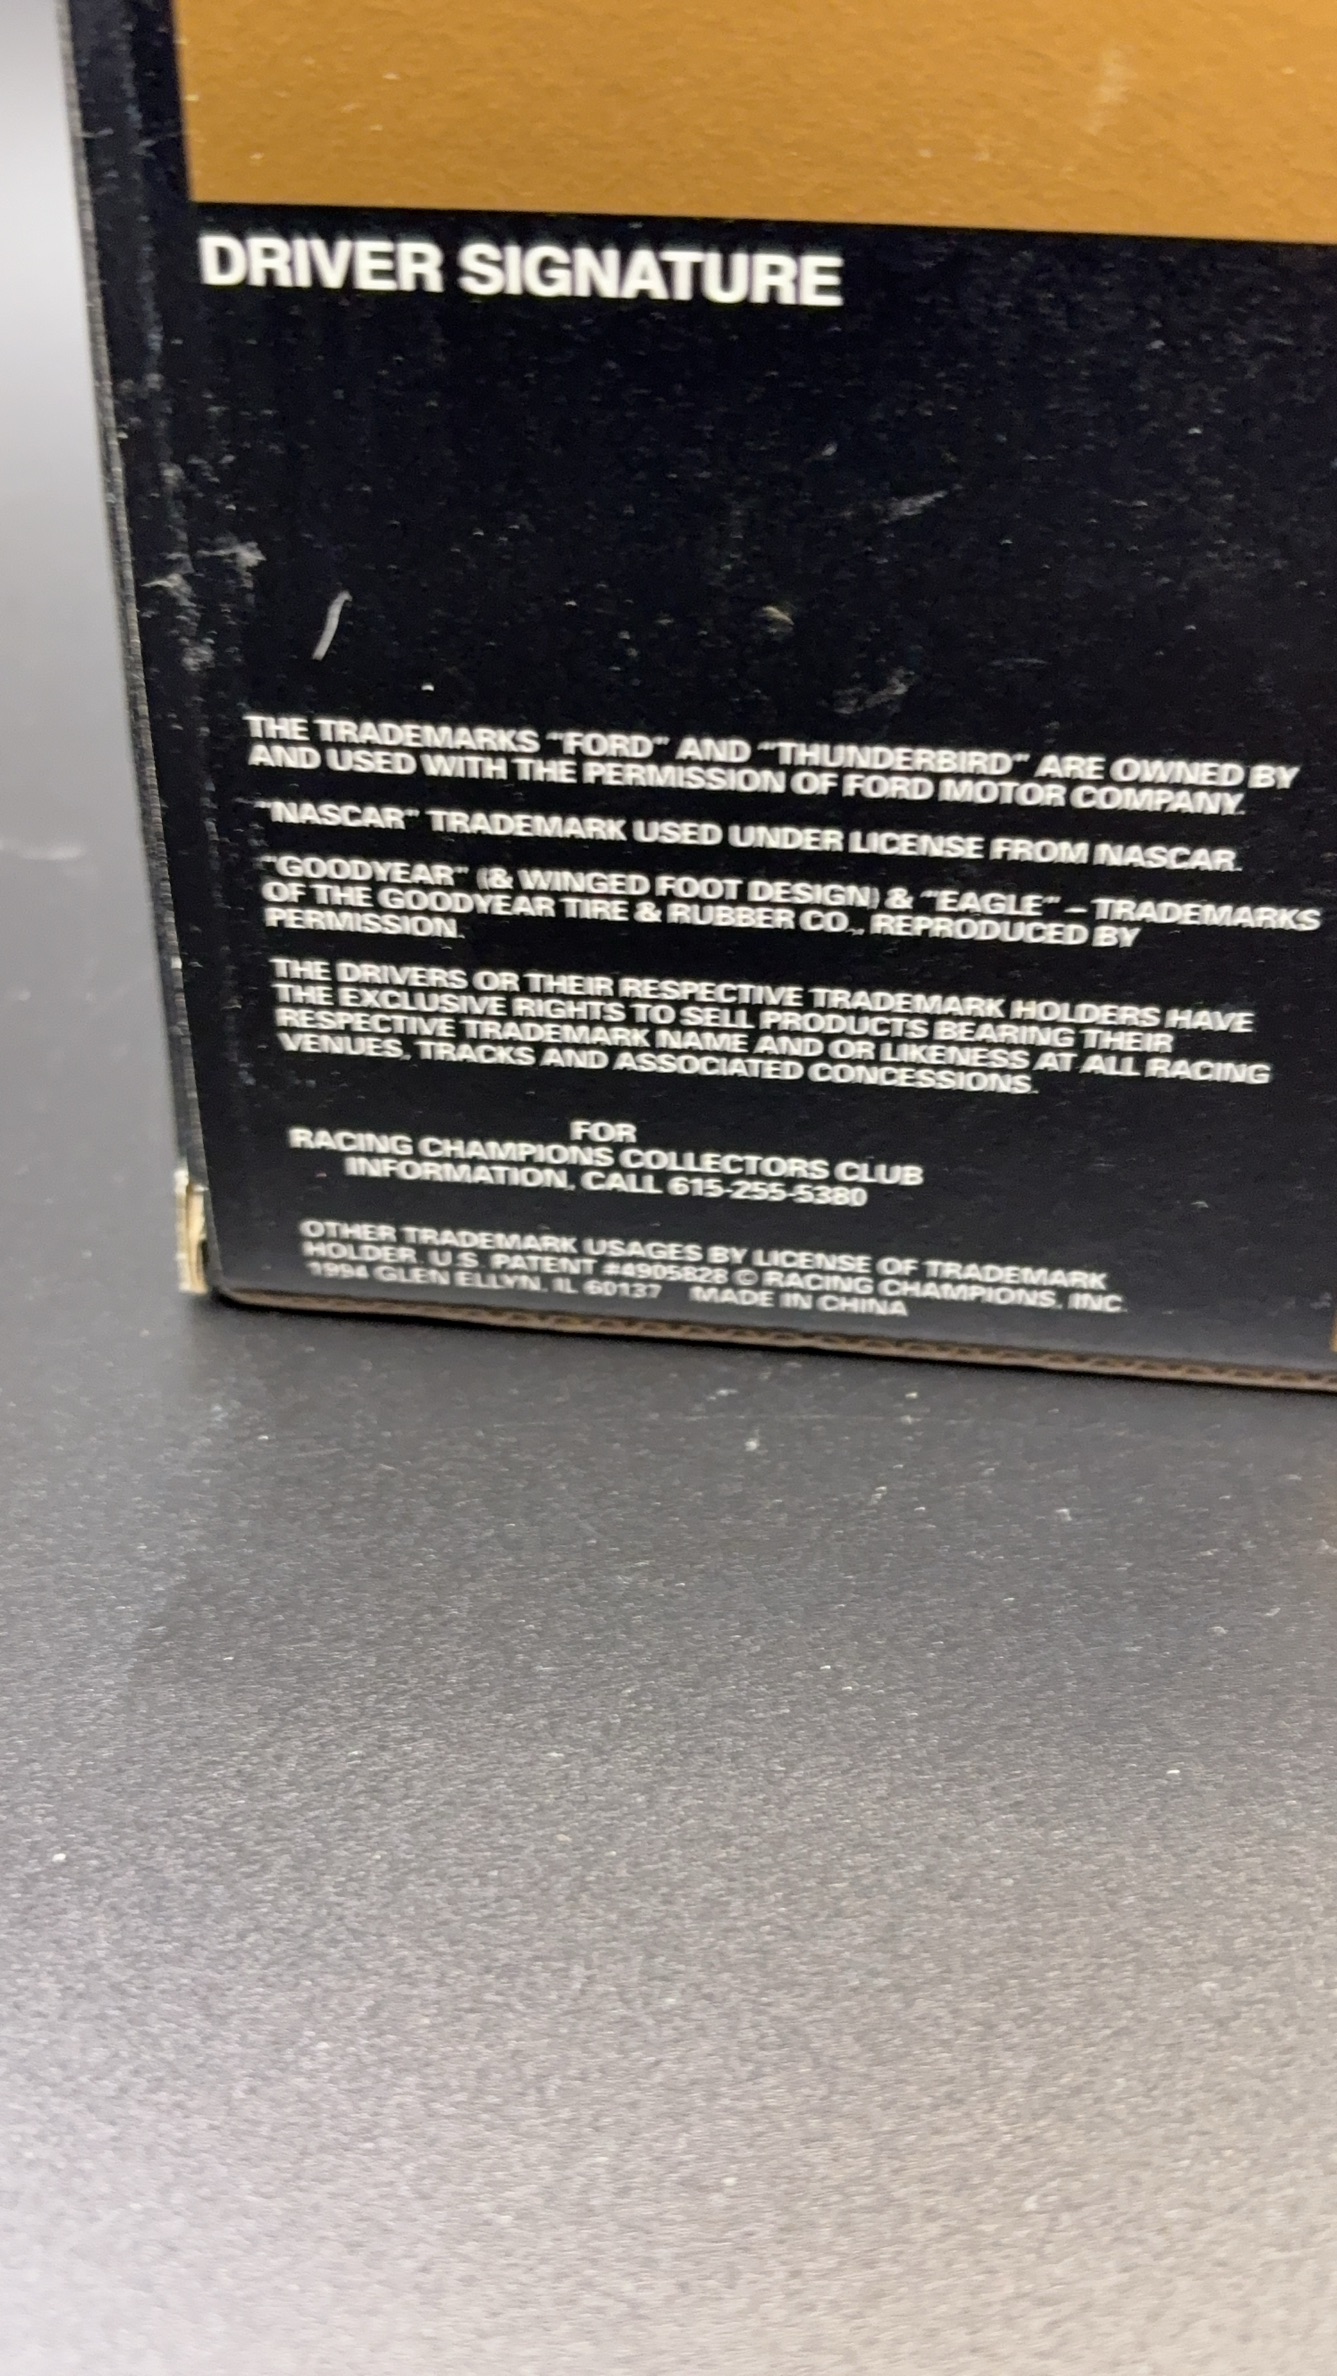 DRIVER SIGNATURE
THE TRADEMARKS "FORD" AND "THUNDERBIRD" ARE OWNED BY
AND USED WITH THE PERMISSION OF FORD MOTOR COMPANY.
"NASCAR" TRADEMARK USED UNDER LICENSE FROM NASCAR.
"GOODYEAR" (& WINGED FOOT DESIGN) & "EAGLE" – TRADEMARKS
OF THE GOODYEAR TIRE & RUBBER CO., REPRODUCED BY
PERMISSION.
THE DRIVERS OR THEIR RESPECTIVE TRADEMARK HOLDERS HAVE
THE EXCLUSIVE RIGHTS TO SELL PRODUCTS BEARING THEIR
RESPECTIVE TRADEMARK NAME AND OR LIKENESS AT ALL RACING
VENUES, TRACKS AND ASSOCIATED CONCESSIONS.
FOR
RACING CHAMPIONS COLLECTORS CLUB
INFORMATION, CALL 615-255-5380
OTHER TRADEMARK USAGES BY LICENSE OF TRADEMARK
HOLDER. U.S. PATENT #4905828 © RACING CHAMPIONS, INC.
1994 GLEN ELLYN, IL 60137 MADE IN CHINA